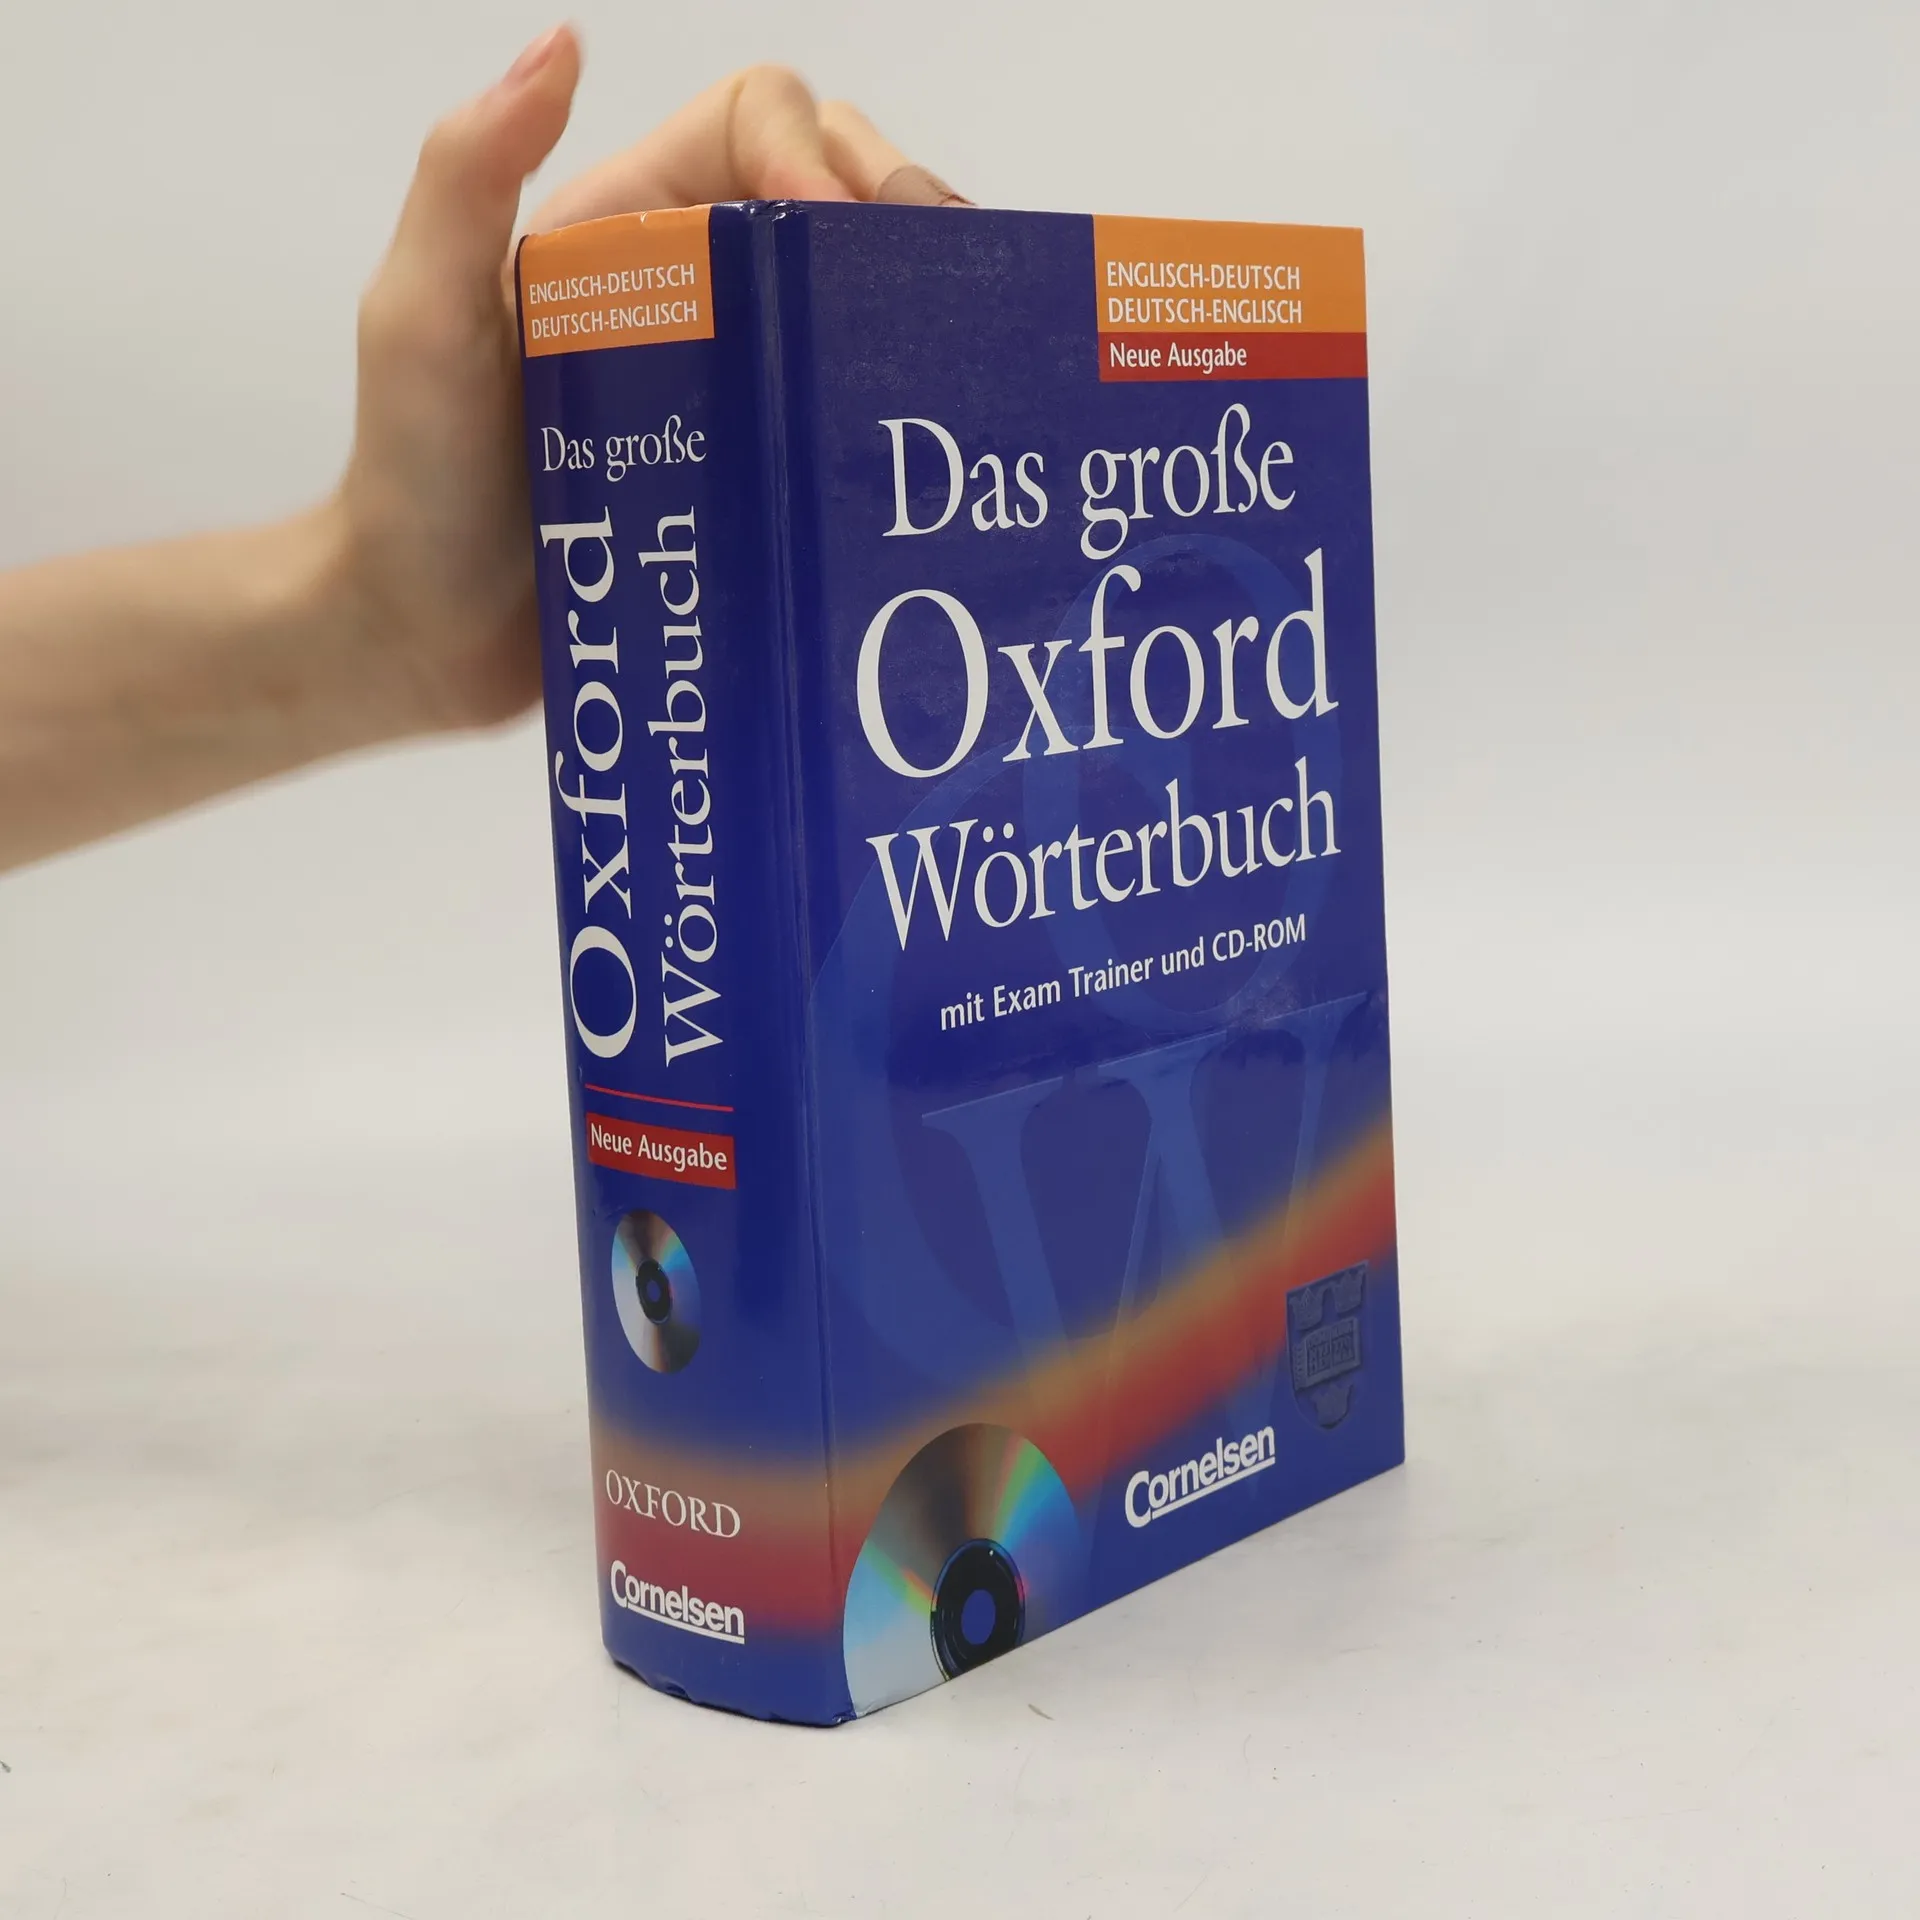 ENGLISCH-DEUTSCH
DEUTSCH-ENGLISCH
Das große
Oxford
Wörterbuch
Neue Ausgabe
OXFORD
Cornelsen
ENGLISCH-DEUTSCH
DEUTSCH-ENGLISCH
Neue Ausgabe
Das große
Oxford
Wörterbuch
mit Exam Trainer und CD-ROM
Cornelsen